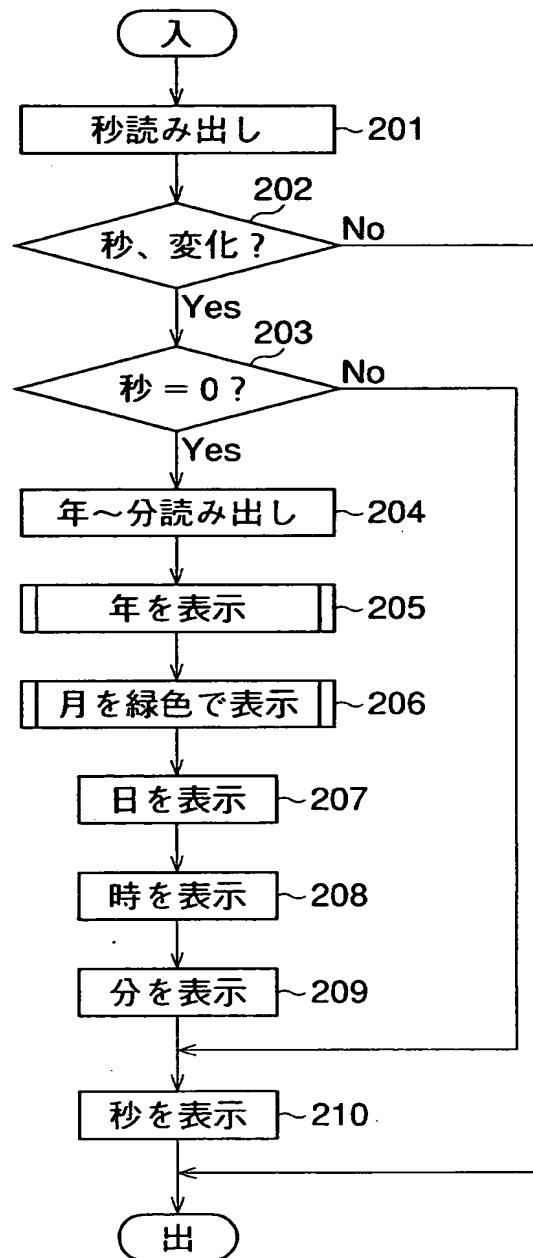 入
秒読み出し 201
202
秒、変化? No
Yes
203
秒=0? No
Yes
年～分読み出し 204
年を表示 205
月を緑色で表示 206
日を表示 207
時を表示 208
分を表示 209
秒を表示 210
出